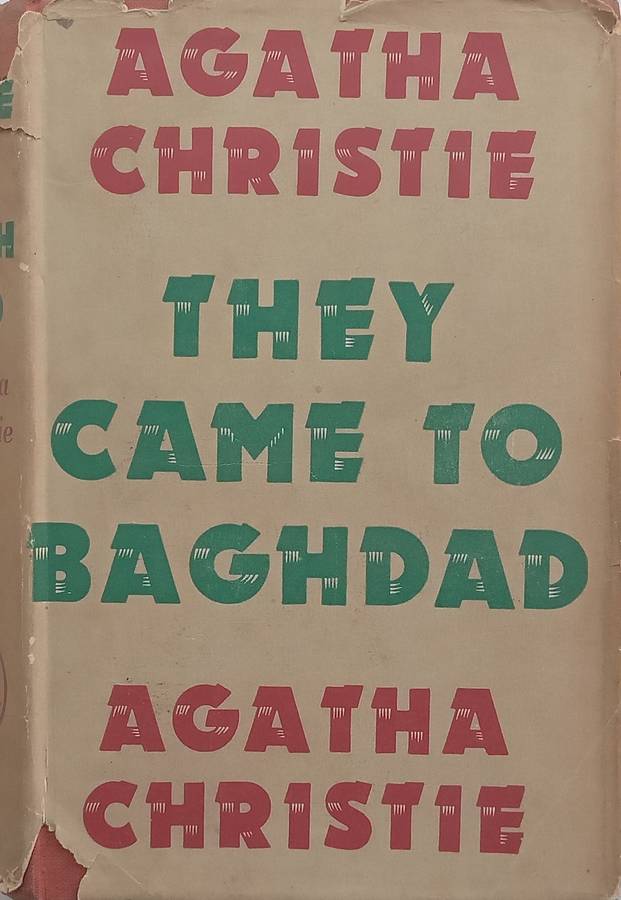 AGATHA
CHRISTIE
THEY
CAME TO
BAGHDAD
AGATHA
CHRISTIE